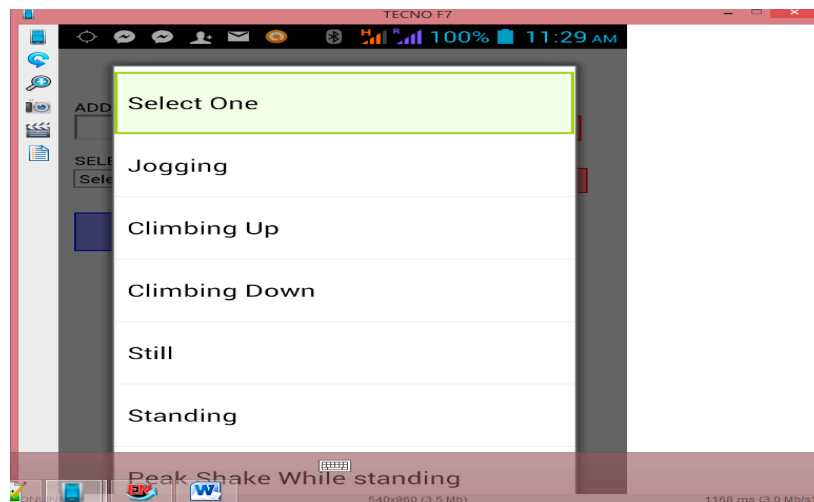 TECNO F7
H R 100% 11:29 AM
ADD
Select One
Jogging
SELE
Sele
Climbing Up
Climbing Down
Still
Standing
Peak Shake While standing
ONLIN
540x960 (3.5 Mb)
1168 ms (3.0 Mb/s)